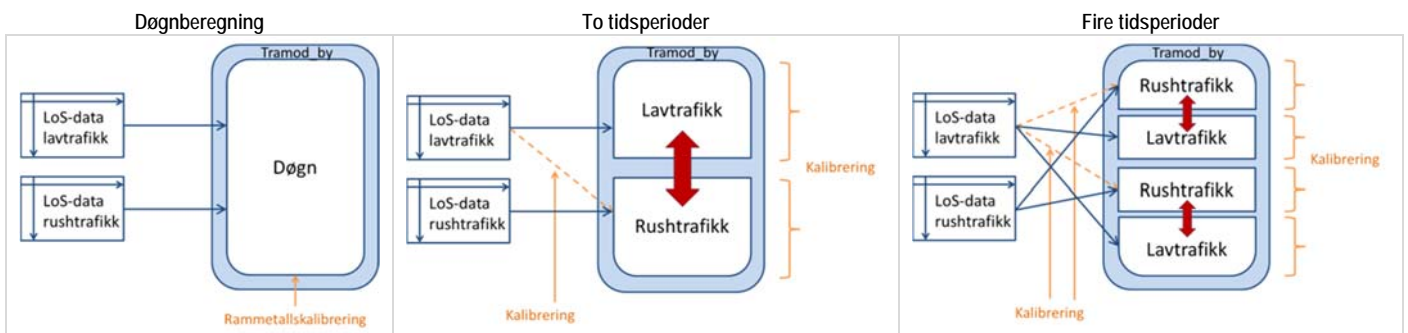 Døgnberegning
Tramod_by
LoS-data
lavtrafikk
LoS-data
rushtrafikk
Døgn
Rammetallskalibrering
To tidsperioder
Tramod_by
LoS-data
lavtrafikk
LoS-data
rushtrafikk
Lavtrafikk
Rushtrafikk
Kalibrering
Kalibrering
Fire tidsperioder
Tramod_by
LoS-data
lavtrafikk
LoS-data
rushtrafikk
Rushtrafikk
Lavtrafikk
Rushtrafikk
Lavtrafikk
Kalibrering
Kalibrering